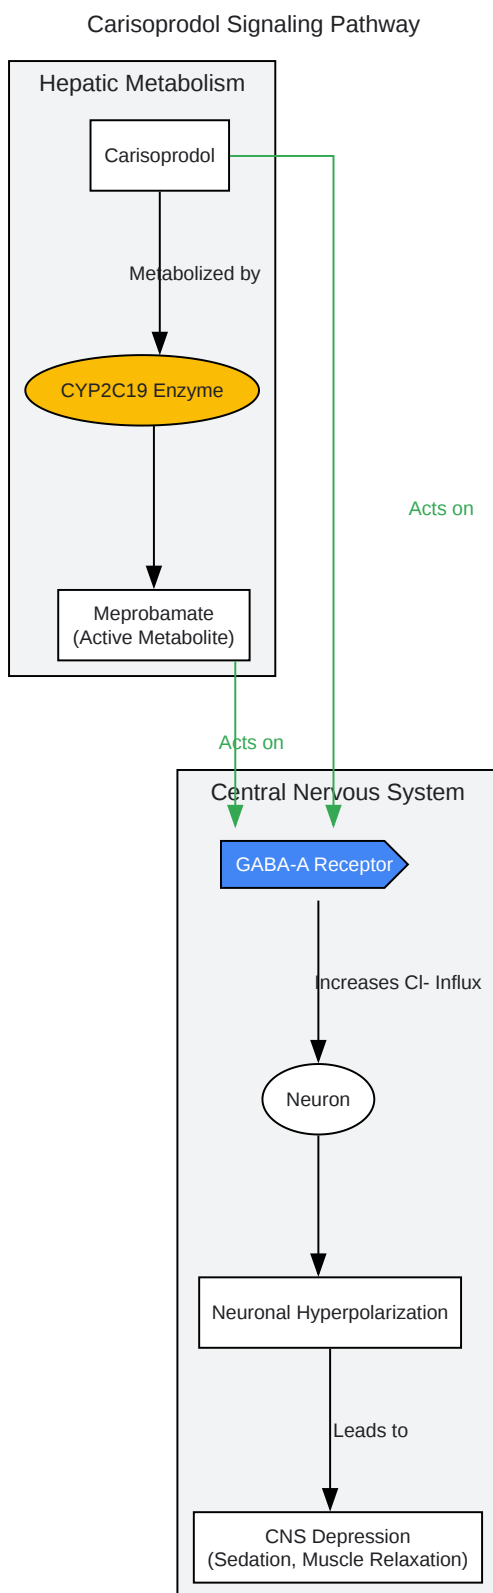 Carisoprodol Signaling Pathway
Hepatic Metabolism
Carisoprodol
Metabolized by
CYP2C19 Enzyme
Acts on
Meprobamate
(Active Metabolite)
Acts on
Central Nervous System
GABA-A Receptor
Increases Cl- Influx
Neuron
Neuronal Hyperpolarization
Leads to
CNS Depression
(Sedation, Muscle Relaxation)